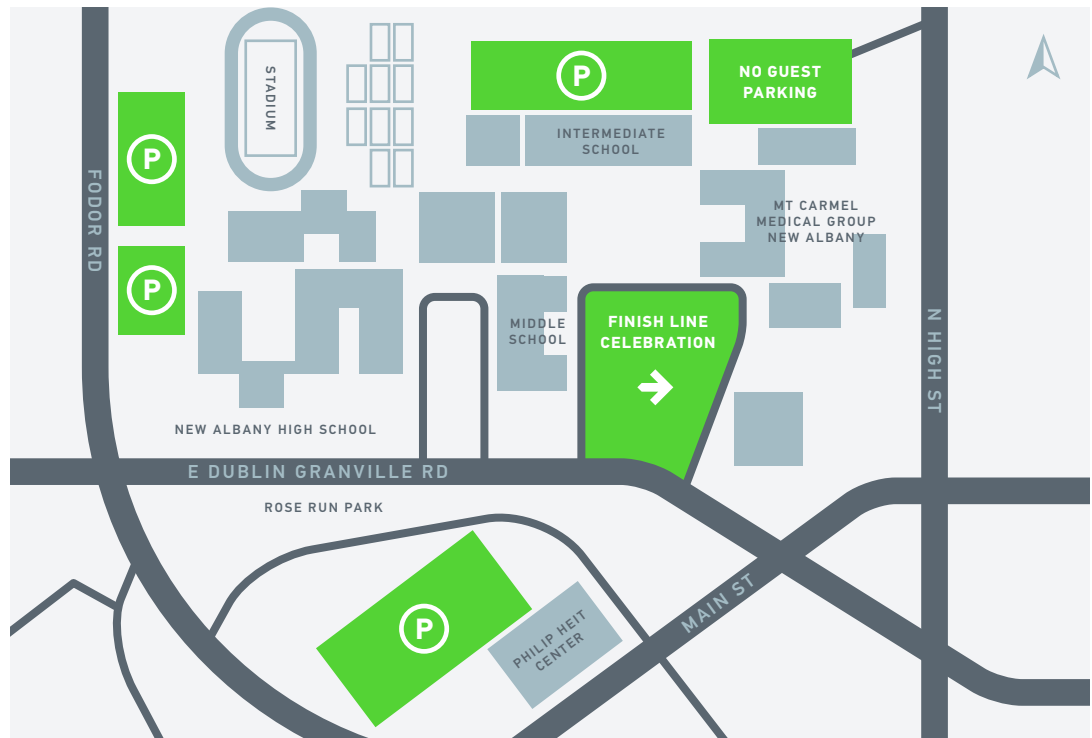 STADIUM
P
NO GUEST
PARKING
INTERMEDIATE
SCHOOL
P
FODOR RD
MT CARMEL
MEDICAL GROUP
NEW ALBANY
P
MIDDLE
SCHOOL
FINISH LINE
CELEBRATION
N HIGH ST
NEW ALBANY HIGH SCHOOL
E DUBLIN GRANVILLE RD
ROSE RUN PARK
P
PHILIP HEIT
CENTER
MAIN ST